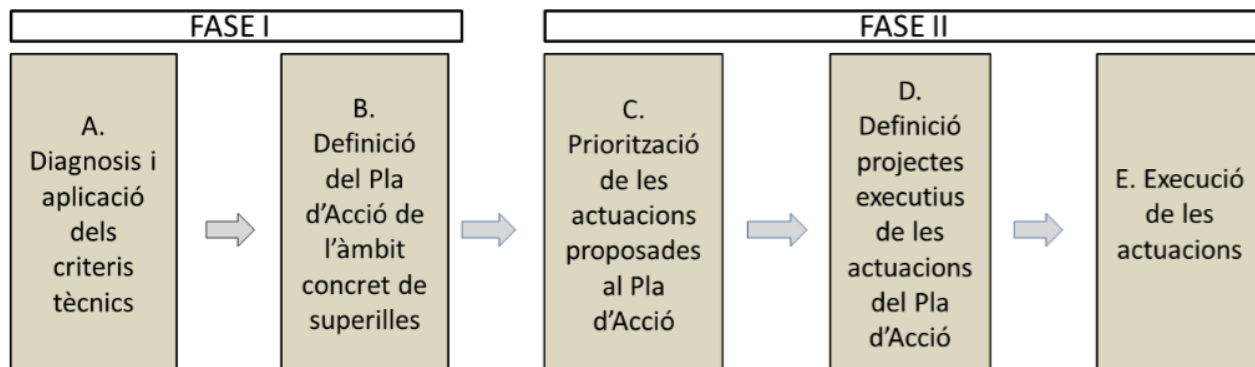 FASE I
FASE II
A.
Diagnosis i
aplicació
dels
criteris
tècnics
B.
Definició
del Pla
d’Acció de
l’àmbit
concret de
superilles
C.
Priorització
de les
actuacions
proposades
al Pla
d’Acció
D.
Definició
projectes
executius
de les
actuacions
del Pla
d’Acció
E. Execució
de les
actuacions